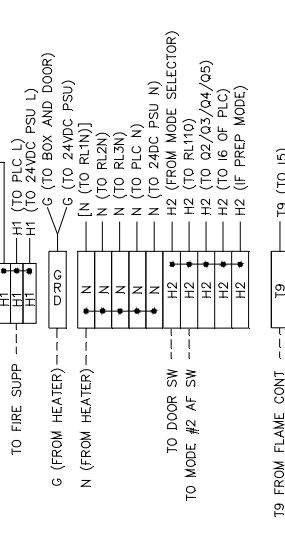 H1
H1 H1 (TO PLC L)
H1 H1 (TO 24VDC PSU L)
TO FIRE SUPP
G (TO BOX AND DOOR)
G (TO 24VDC PSU)
GRD
G (FROM HEATER)
N [N (TO RL1N)]
N (FROM HEATER)
N N (TO RL2N)
N N (TO RL3N)
N N (TO PLC N)
N N (TO 24DC PSU N)
H2 H2 (FROM MODE SELECTOR)
TO DOOR SW
H2 H2 (TO RL110)
TO MODE #2 AF SW
H2 H2 (TO Q2/Q3/Q4/Q5)
H2 H2 (TO I6 OF PLC)
H2 H2 (IF PREP MODE)
T9 T9 (TO I5)
T9 FROM FLAME CONT